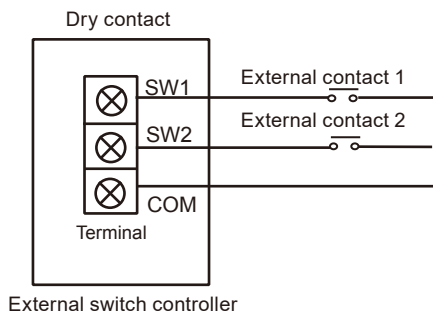 Dry contact
SW1
External contact 1
SW2
External contact 2
COM
Terminal
External switch controller